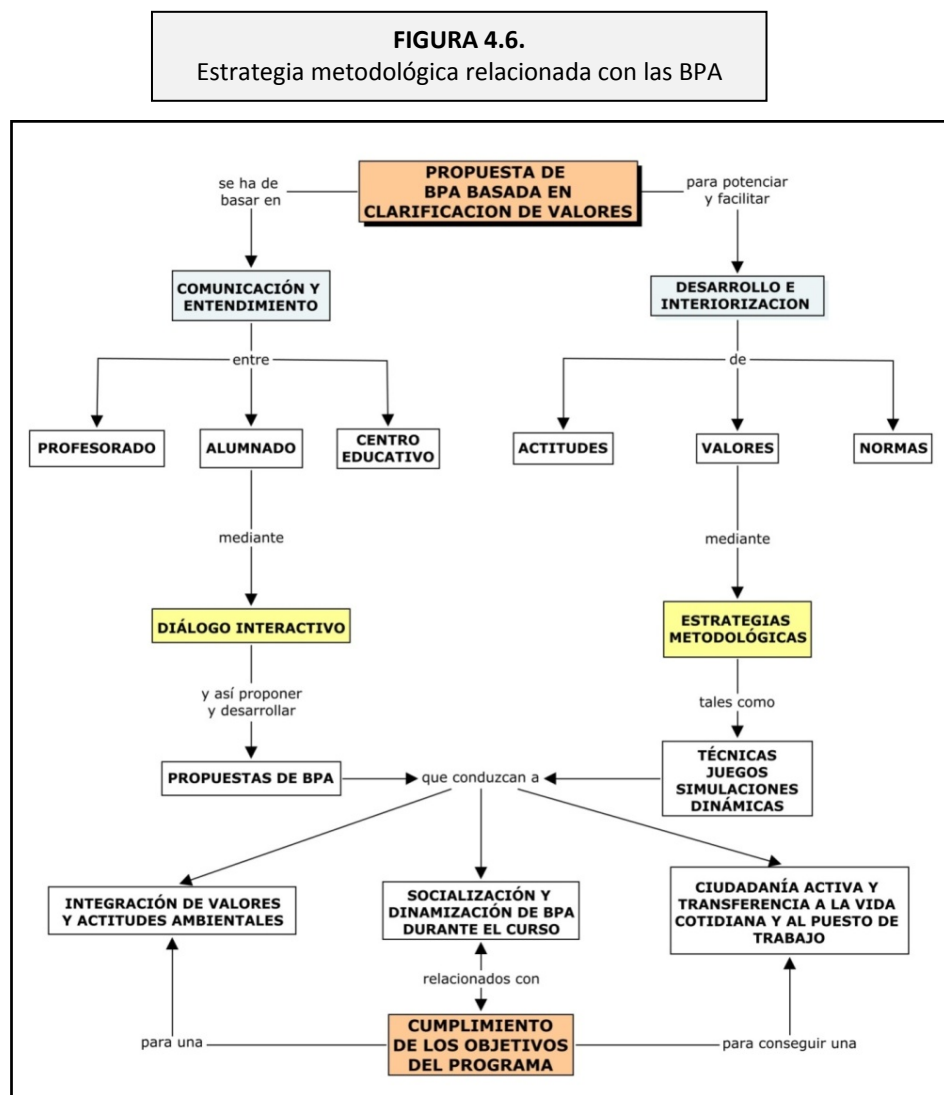 FIGURA 4.6.
Estrategia metodológica relacionada con las BPA
PROPUESTA DE
BPA BASADA EN
CLARIFICACION DE VALORES
se ha de
basar en
para potenciar
y facilitar
COMUNICACIÓN Y
ENTENDIMIENTO
DESARROLLO E
INTERIORIZACION
entre
de
PROFESORADO
ALUMNADO
CENTRO
EDUCATIVO
ACTITUDES
VALORES
NORMAS
mediante
mediante
DIÁLOGO INTERACTIVO
ESTRATEGIAS
METODOLÓGICAS
y así proponer
y desarrollar
tales como
PROPUESTAS DE BPA
que conduzcan a
TÉCNICAS
JUEGOS
SIMULACIONES
DINÁMICAS
INTEGRACIÓN DE VALORES
Y ACTITUDES AMBIENTALES
SOCIALIZACIÓN Y
DINAMIZACIÓN DE BPA
DURANTE EL CURSO
CIUDADANÍA ACTIVA Y
TRANSFERENCIA A LA VIDA
COTIDIANA Y AL PUESTO DE
TRABAJO
relacionados con
para una
CUMPLIMIENTO
DE LOS OBJETIVOS
DEL PROGRAMA
para conseguir una